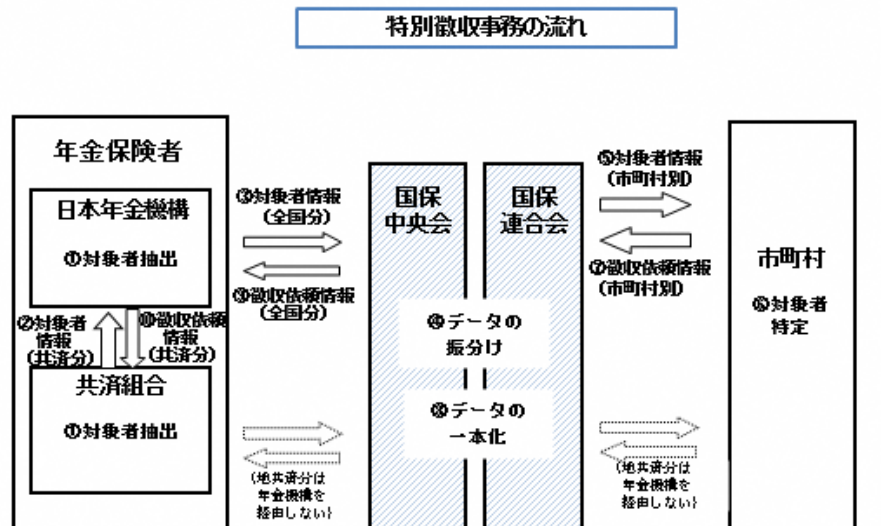 特別徴収事務の流れ
年金保険者
日本年金機構
①対象者抽出
②対象者
情報
(共済分)
⑩徴収依頼
情報
(共済分)
共済組合
①対象者抽出
③対象者情報
(全国分)
⑨徴収依頼情報
(全国分)
(地共済分は
年金機構を
経由しない)
国保
中央会
国保
連合会
④データの
振分け
⑧データの
一本化
⑤対象者情報
(市町村別)
⑦徴収依頼情報
(市町村別)
(地共済分は
年金機構を
経由しない)
市町村
⑥対象者
特定